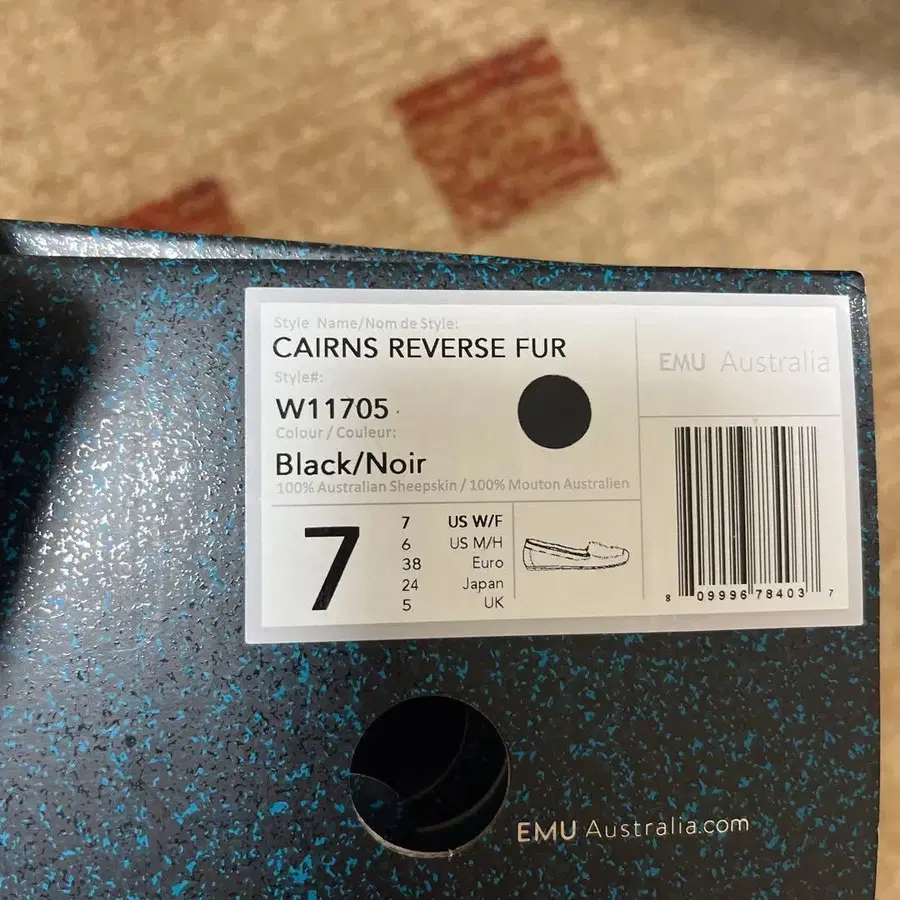 Style Name/Nom de Style:
CAIRNS REVERSE FUR
Style#:
W11705
Colour / Couleur:
Black/Noir
100% Australian Sheepskin / 100% Mouton Australien
EMU Australia
7
7 US W/F
6 US M/H
38 Euro
24 Japan
5 UK
8 09996 78403 7
EMU Australia.com